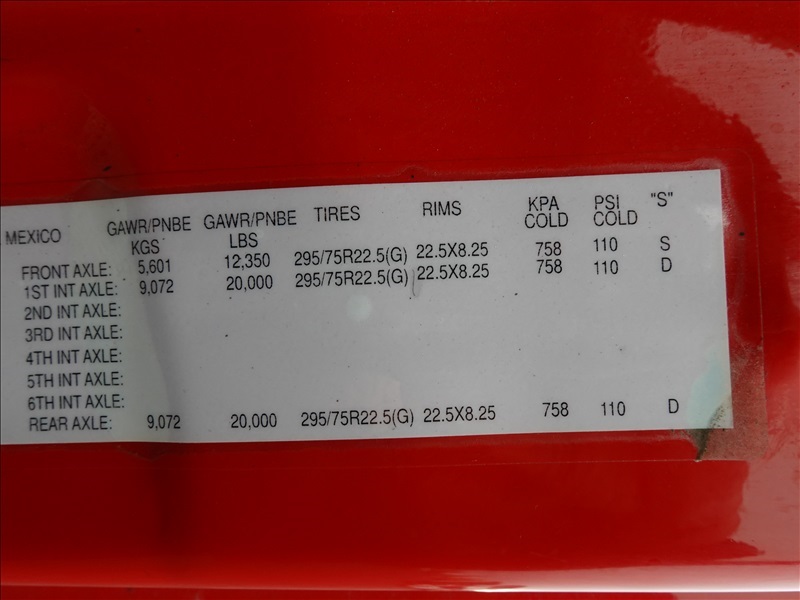 MEXICO GAWR/PNBE KGS GAWR/PNBE LBS TIRES RIMS KPA COLD PSI COLD "S"
FRONT AXLE: 5,601 12,350 295/75R22.5(G) 22.5X8.25 758 110 S
1ST INT AXLE: 9,072 20,000 295/75R22.5(G) 22.5X8.25 758 110 D
2ND INT AXLE:
3RD INT AXLE:
4TH INT AXLE:
5TH INT AXLE:
6TH INT AXLE:
REAR AXLE: 9,072 20,000 295/75R22.5(G) 22.5X8.25 758 110 D